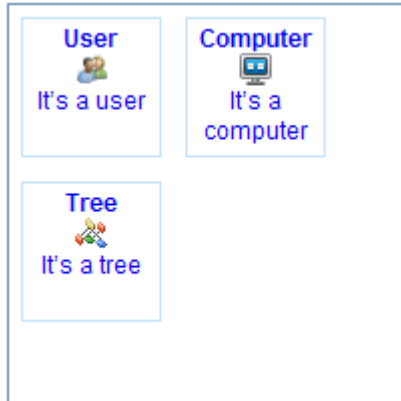 User
It's a user
Computer
It's a
computer
Tree
It's a tree